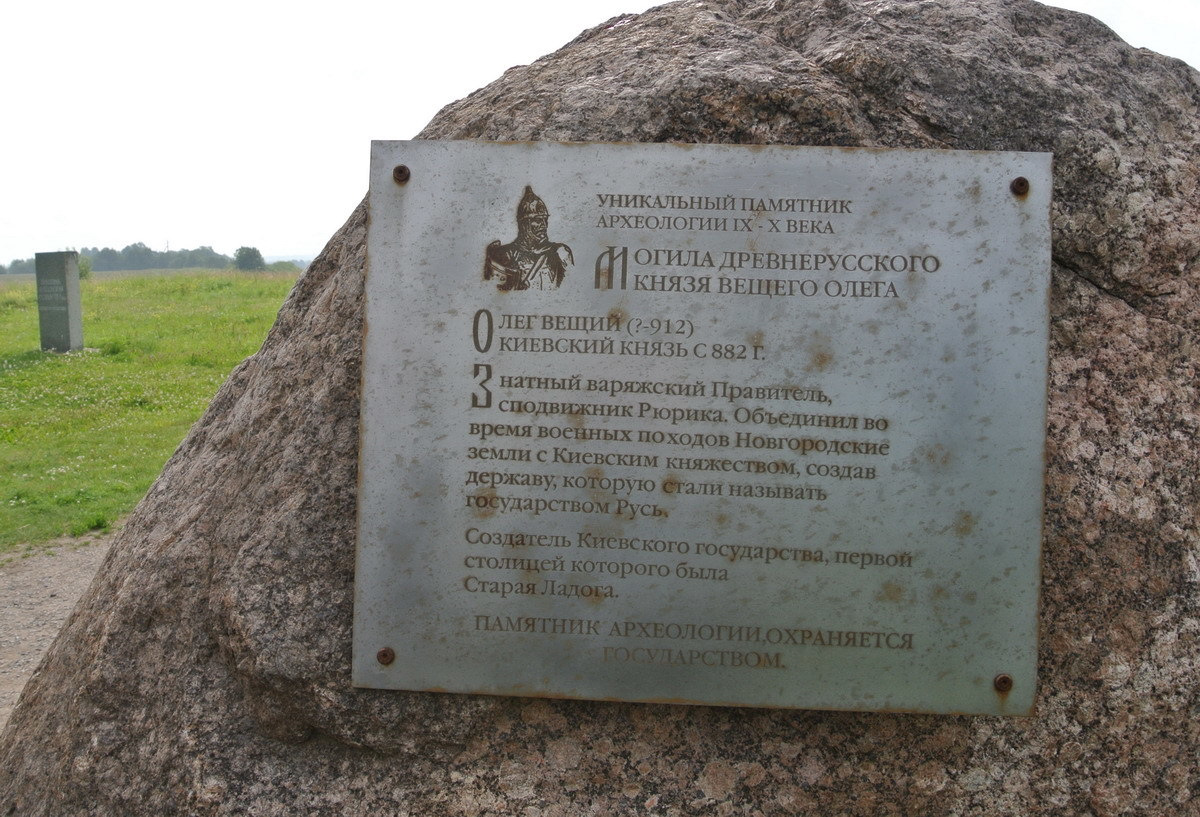 УНИКАЛЬНЫЙ ПАМЯТНИК
АРХЕОЛОГИИ IX - X ВЕКА
МОГИЛА ДРЕВНЕРУССКОГО
КНЯЗЯ ВЕЩЕГО ОЛЕГА
ОЛЕГ ВЕЩИЙ (?-912)
КИЕВСКИЙ КНЯЗЬ С 882 Г.
Знатный варяжский Правитель,
сподвижник Рюрика. Объединил во
время военных походов Новгородские
земли с Киевским княжеством, создав
державу, которую стали называть
государством Русь.
Создатель Киевского государства, первой
столицей которого была
Старая Ладога.
ПАМЯТНИК АРХЕОЛОГИИ.ОХРАНЯЕТСЯ
ГОСУДАРСТВОМ.